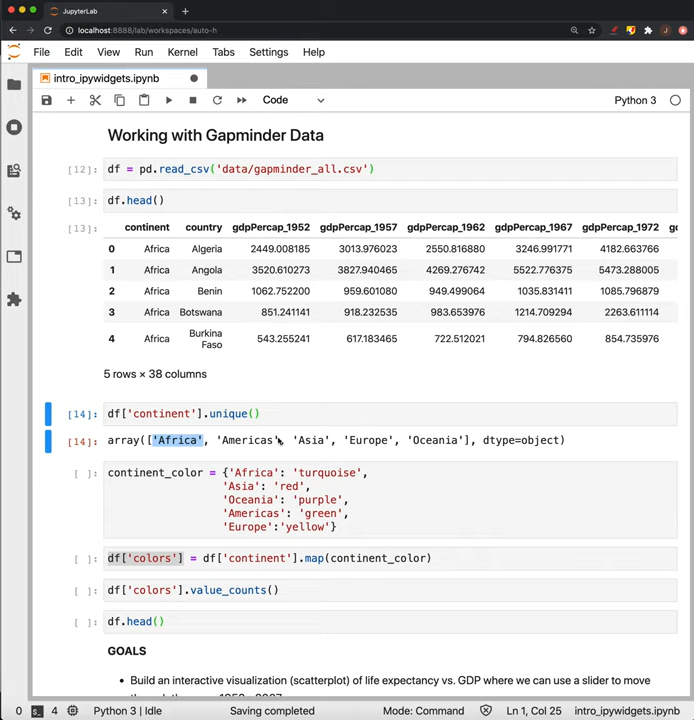 JupyterLab
localhost:8888/lab/workspaces/auto-h
File Edit View Run Kernel Tabs Settings Help
intro_ipywidgets.ipynb
Code Python 3
Working with Gapminder Data
[12]: df = pd.read_csv('data/gapminder_all.csv')
[13]: df.head()
[13]: continent country gdpPercap_1952 gdpPercap_1957 gdpPercap_1962 gdpPercap_1967 gdpPercap_1972
0 Africa Algeria 2449.008185 3013.976023 2550.816880 3246.991771 4182.663766
1 Africa Angola 3520.610273 3827.940465 4269.276742 5522.776375 5473.288005
2 Africa Benin 1062.752200 959.601080 949.499064 1035.831411 1085.796879
3 Africa Botswana 851.241141 918.232535 983.653976 1214.709294 2263.611114
4 Africa Burkina Faso 543.255241 617.183465 722.512021 794.826560 854.735976
5 rows × 38 columns
[14]: df['continent'].unique()
[14]: array(['Africa', 'Americas', 'Asia', 'Europe', 'Oceania'], dtype=object)
[ ]: continent_color = {'Africa': 'turquoise',
'Asia': 'red',
'Oceania': 'purple',
'Americas': 'green',
'Europe':'yellow'}
[ ]: df['colors'] = df['continent'].map(continent_color)
[ ]: df['colors'].value_counts()
[ ]: df.head()
GOALS
• Build an interactive visualization (scatterplot) of life expectancy vs. GDP where we can use a slider to move
0 4 Python 3 | Idle Saving completed Mode: Command Ln 1, Col 25 intro_ipywidgets.ipynb